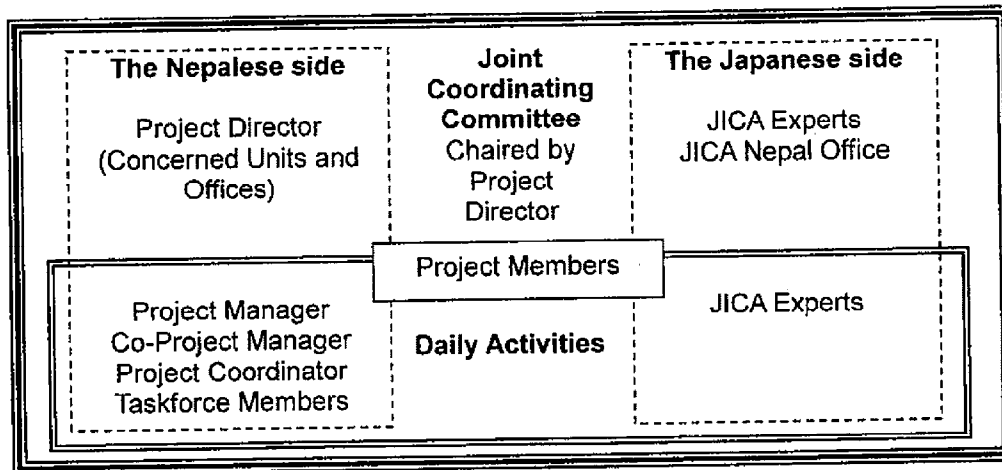 The Nepalese side
Project Director
(Concerned Units and
Offices)
Joint
Coordinating
Committee
Chaired by
Project
Director
The Japanese side
JICA Experts
JICA Nepal Office
Project Members
Project Manager
Co-Project Manager
Project Coordinator
Taskforce Members
Daily Activities
JICA Experts